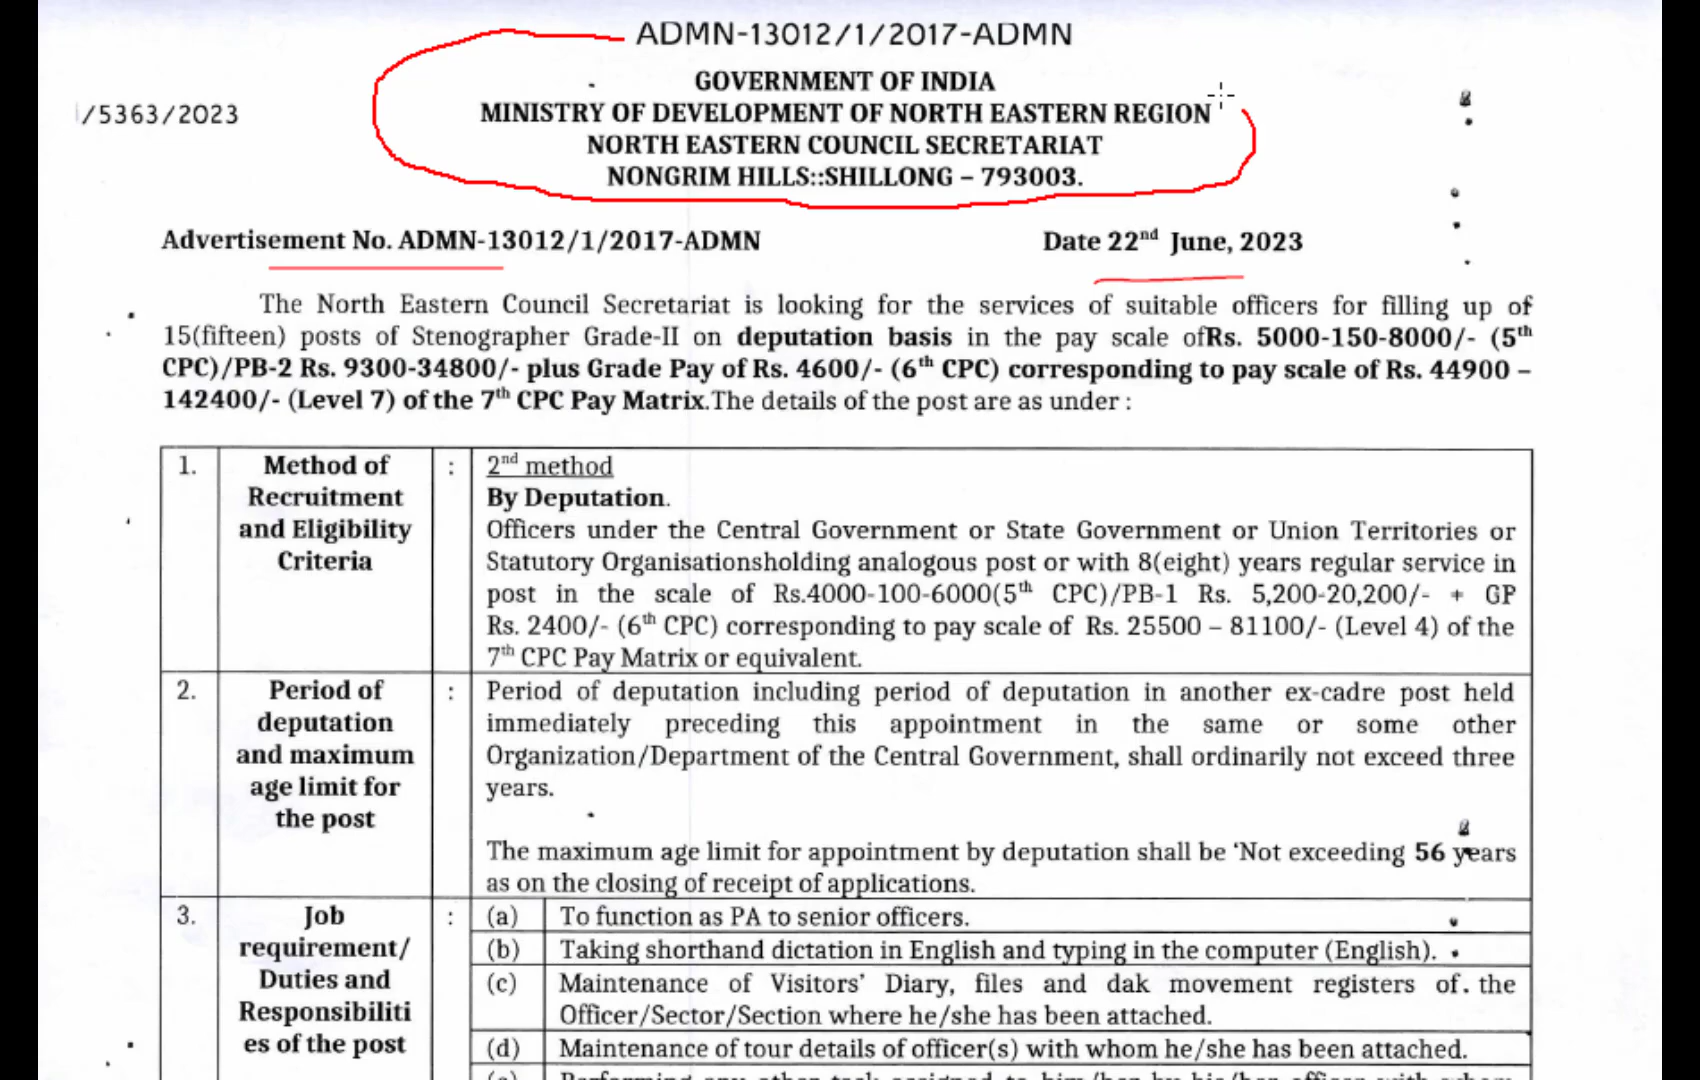 ADMN-13012/1/2017-ADMN
GOVERNMENT OF INDIA
/5363/2023
MINISTRY OF DEVELOPMENT OF NORTH EASTERN REGION
NORTH EASTERN COUNCIL SECRETARIAT
NONGRIM HILLS::SHILLONG – 793003.
Advertisement No. ADMN-13012/1/2017-ADMN Date 22nd June, 2023
The North Eastern Council Secretariat is looking for the services of suitable officers for filling up of
15(fifteen) posts of Stenographer Grade-II on deputation basis in the pay scale ofRs. 5000-150-8000/- (5th
CPC)/PB-2 Rs. 9300-34800/- plus Grade Pay of Rs. 4600/- (6th CPC) corresponding to pay scale of Rs. 44900 –
142400/- (Level 7) of the 7th CPC Pay Matrix.The details of the post are as under :
1. Method of Recruitment and Eligibility Criteria :
2nd method
By Deputation.
Officers under the Central Government or State Government or Union Territories or
Statutory Organisationsholding analogous post or with 8(eight) years regular service in
post in the scale of Rs.4000-100-6000(5th CPC)/PB-1 Rs. 5,200-20,200/- + GP
Rs. 2400/- (6th CPC) corresponding to pay scale of Rs. 25500 – 81100/- (Level 4) of the
7th CPC Pay Matrix or equivalent.
2. Period of deputation and maximum age limit for the post :
Period of deputation including period of deputation in another ex-cadre post held
immediately preceding this appointment in the same or some other
Organization/Department of the Central Government, shall ordinarily not exceed three
years.
The maximum age limit for appointment by deputation shall be 'Not exceeding 56 years
as on the closing of receipt of applications.
3. Job requirement/ Duties and Responsibiliti es of the post :
(a) To function as PA to senior officers.
(b) Taking shorthand dictation in English and typing in the computer (English).
(c) Maintenance of Visitors' Diary, files and dak movement registers of. the
Officer/Sector/Section where he/she has been attached.
(d) Maintenance of tour details of officer(s) with whom he/she has been attached.